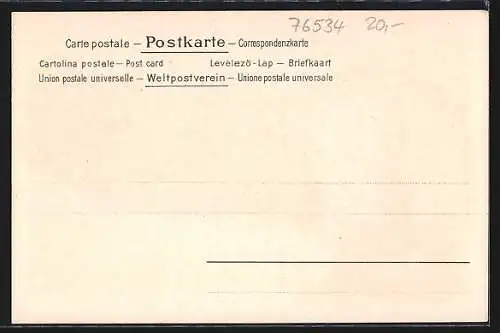 76534 20,-
Carte postale – Postkarte – Correspondenzkarte
Cartolina postale – Post card Levelező-Lap – Briefkaart
Union postale universelle – Weltpostverein – Unione postale universale